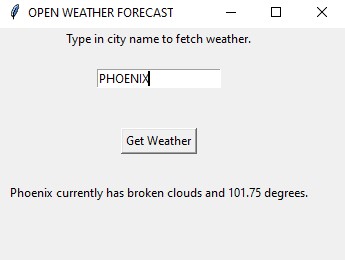 OPEN WEATHER FORECAST
Type in city name to fetch weather.
PHOENIX
Get Weather
Phoenix currently has broken clouds and 101.75 degrees.